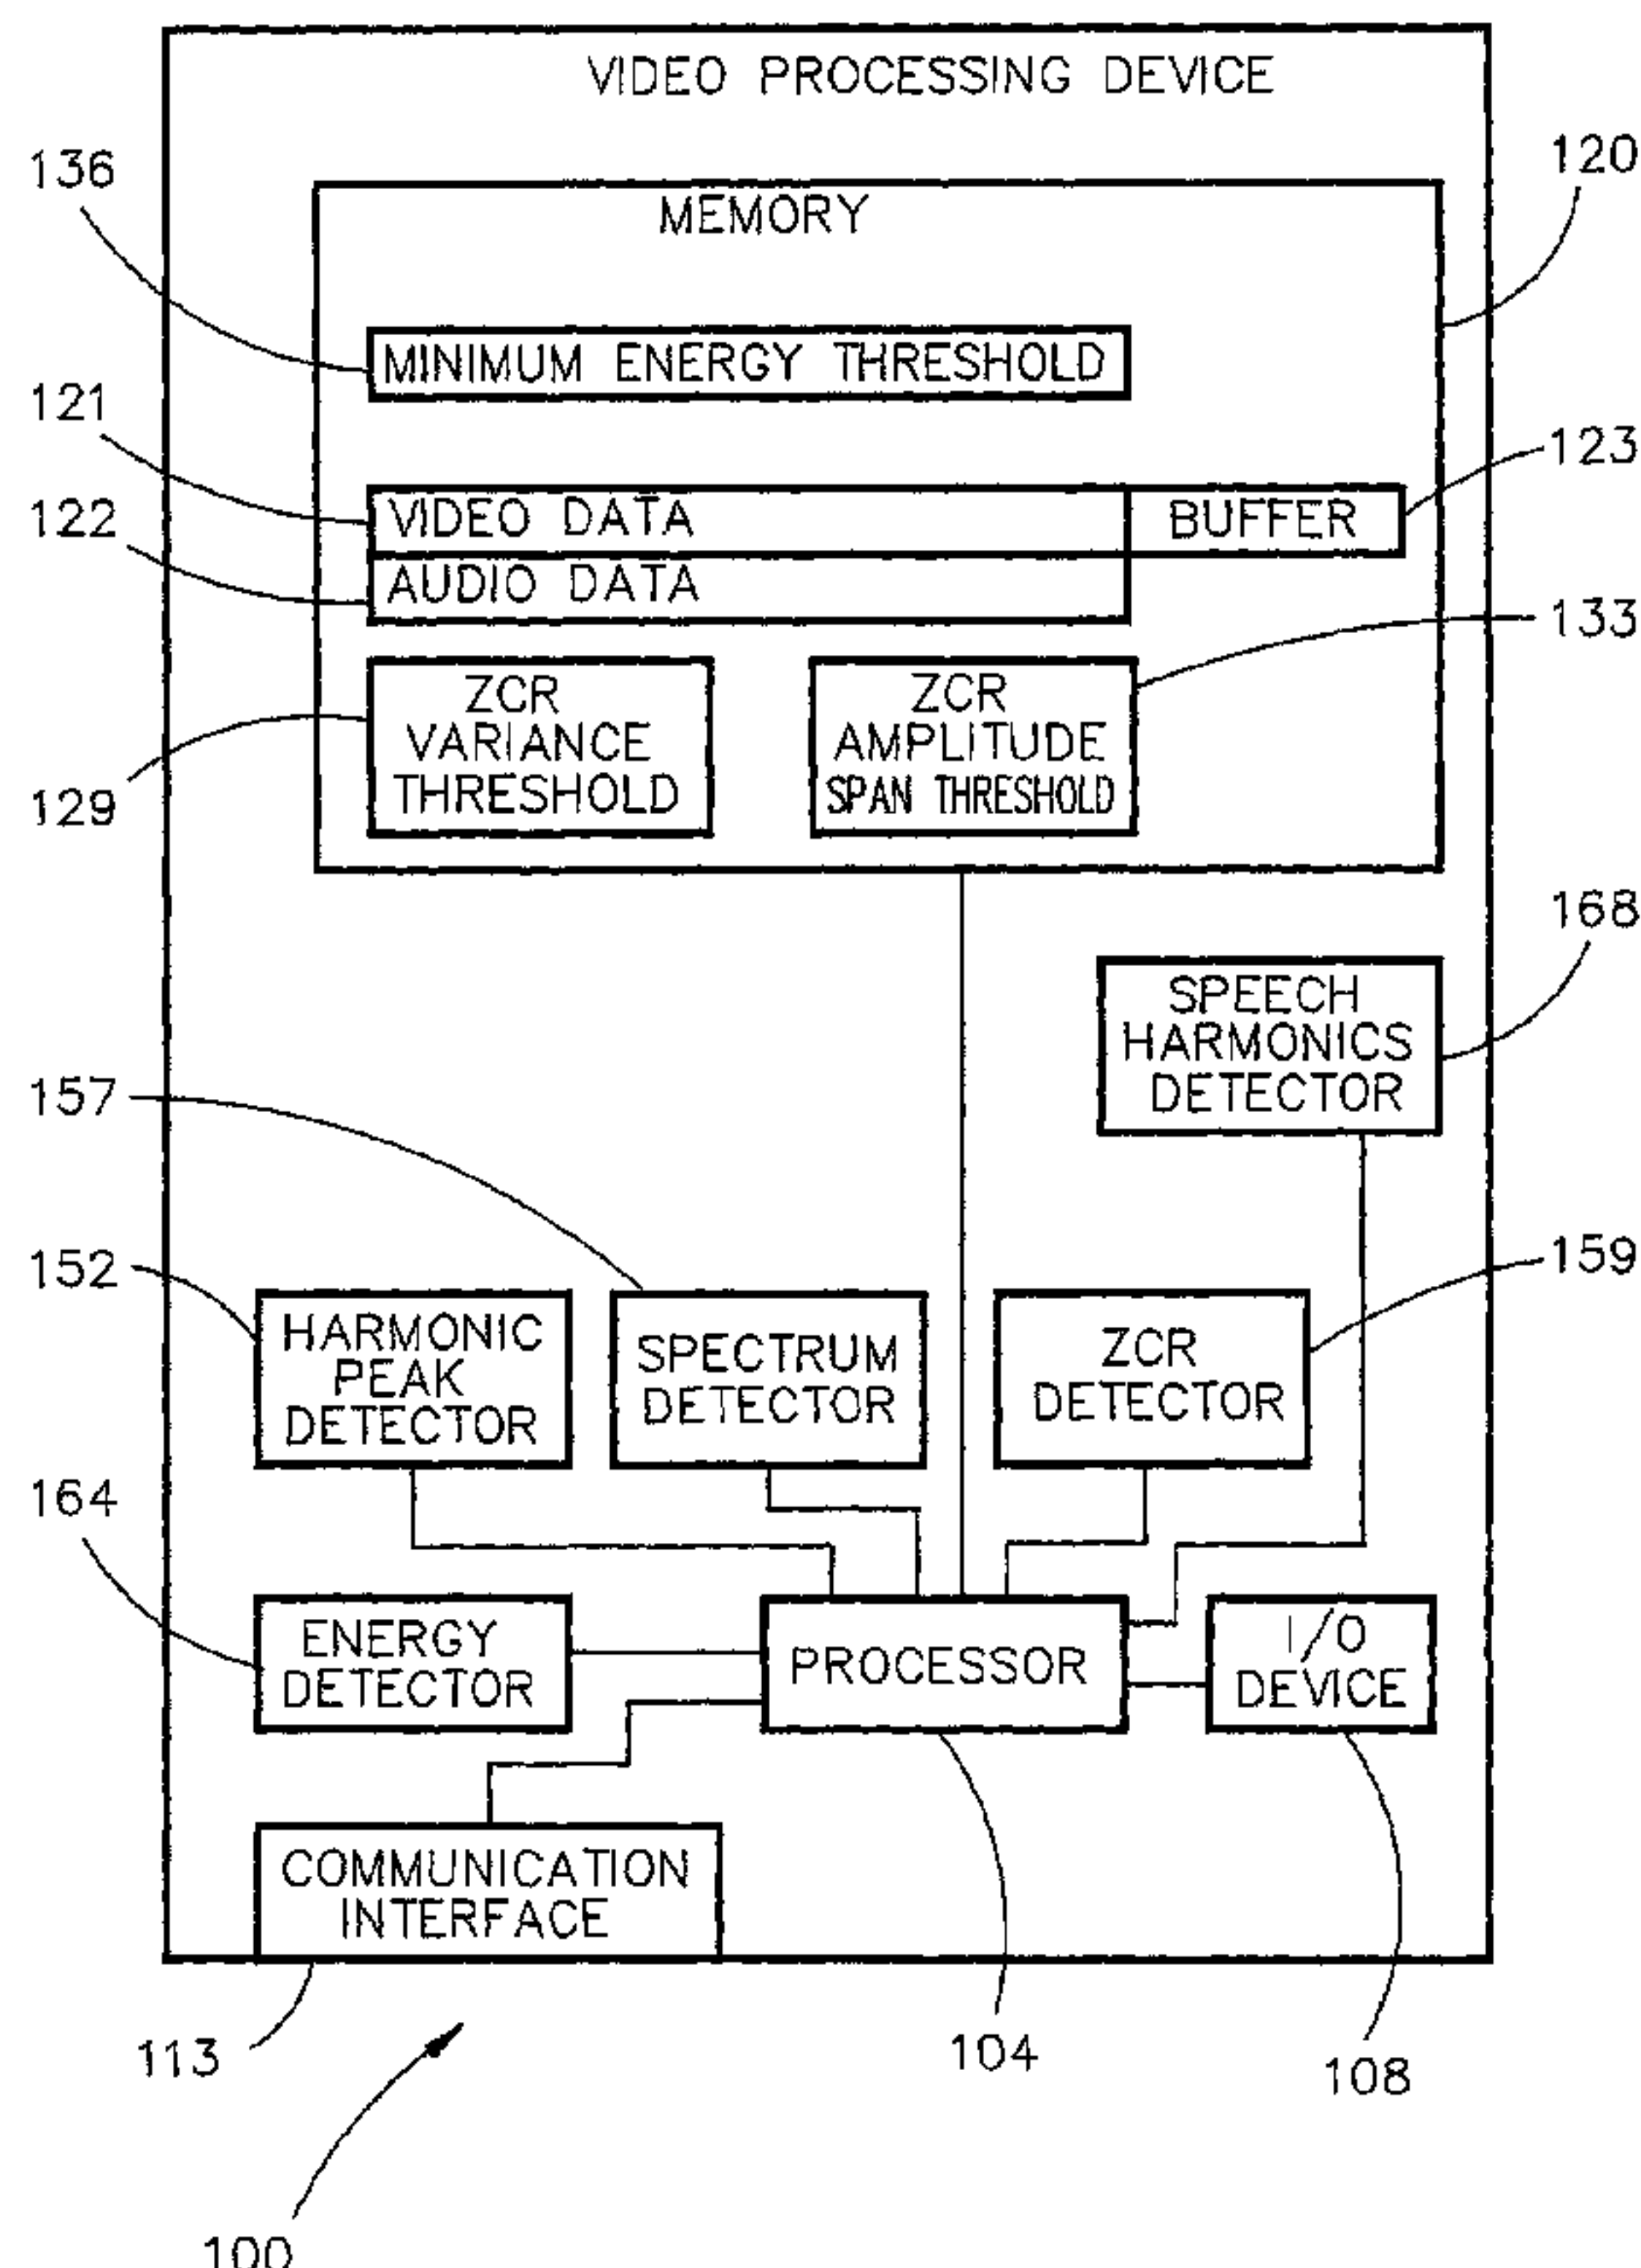 VIDEO PROCESSING DEVICE
136
120
MEMORY
MINIMUM ENERGY THRESHOLD
121
123
VIDEO DATA
BUFFER
122
AUDIO DATA
133
ZCR
VARIANCE
THRESHOLD
ZCR
AMPLITUDE
SPAN THRESHOLD
129
168
SPEECH
HARMONICS
DETECTOR
157
152
159
HARMONIC
PEAK
DETECTOR
SPECTRUM
DETECTOR
ZCR
DETECTOR
164
ENERGY
DETECTOR
PROCESSOR
I/O
DEVICE
COMMUNICATION
INTERFACE
113
104
108
100